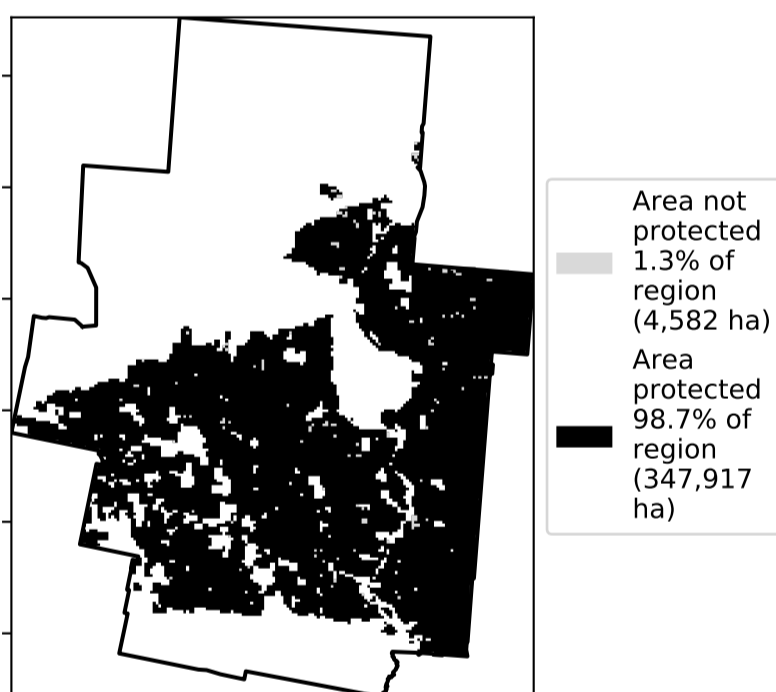 Area not
protected
1.3% of
region
(4,582 ha)
Area
protected
98.7% of
region
(347,917
ha)